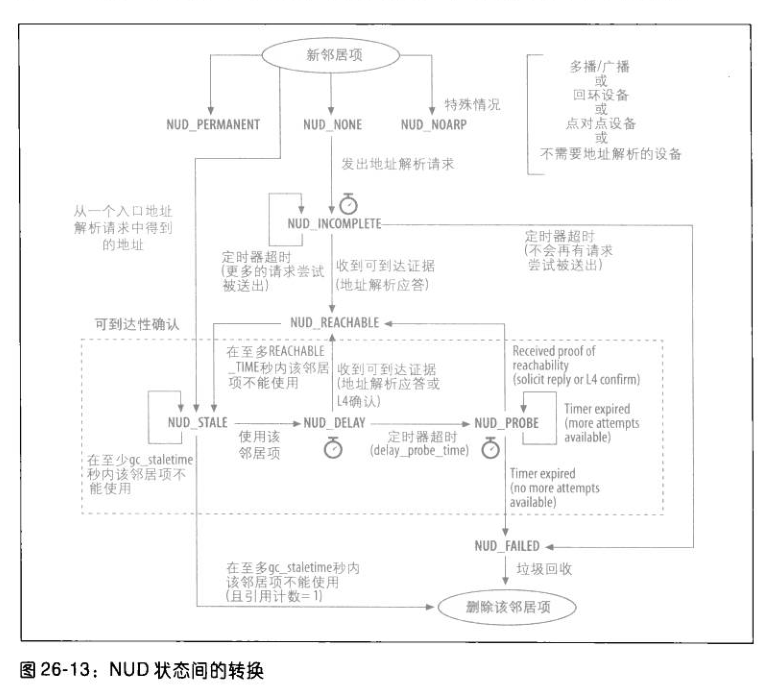 新邻居项
多播/广播
或
回环设备
或
点对点设备
或
不需要地址解析的设备
特殊情况
NUD_PERMANENT
NUD_NONE
NUD_NOARP
发出地址解析请求
从一个入口地址
解析请求中得到
的地址
NUD_INCOMPLETE
定时器超时
(更多的请求尝试
被送出)
收到可到达证据
(地址解析应答)
定时器超时
(不会再有请求
尝试被送出)
可到达性确认
NUD_REACHABLE
在至多REACHABLE
_TIME秒内该邻居
项不能使用
收到可到达证据
(地址解析应答或
L4确认)
Received proof of
reachability
(solicit reply or L4 confirm)
NUD_STALE
使用该
邻居项
NUD_DELAY
定时器超时
(delay_probe_time)
NUD_PROBE
Timer expired
(more attempts
available)
在至少gc_staletime
秒内该邻居项不
能使用
Timer expired
(no more attempts
available)
NUD_FAILED
垃圾回收
在至多gc_staletime秒内
该邻居项不能使用
(且引用计数=1)
删除该邻居项
图26-13：NUD 状态间的转换